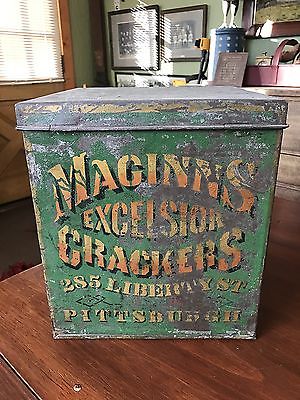 MAGINNS
EXCELSIOR
CRACKERS
285 LIBERTY ST
PITTSBURGH